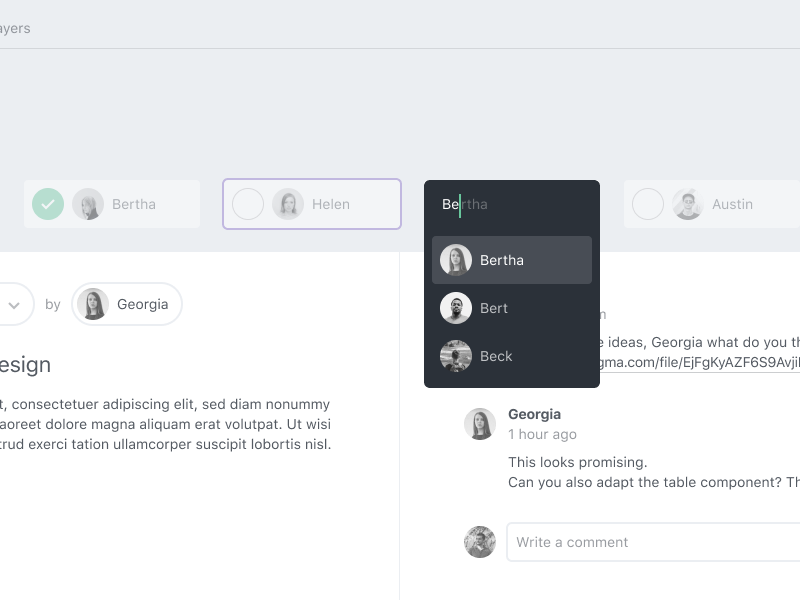 ayers
Bertha
Helen
Bertha
Austin
Bertha
Bert
Beck
by Georgia
esign
t, consectetuer adipiscing elit, sed diam nonummy
aoreet dolore magna aliquam erat volutpat. Ut wisi
trud exerci tation ullamcorper suscipit lobortis nisl.
n
e ideas, Georgia what do you th
gma.com/file/EjFgKyAZF6S9Avjil
Georgia
1 hour ago
This looks promising.
Can you also adapt the table component? Th
Write a comment